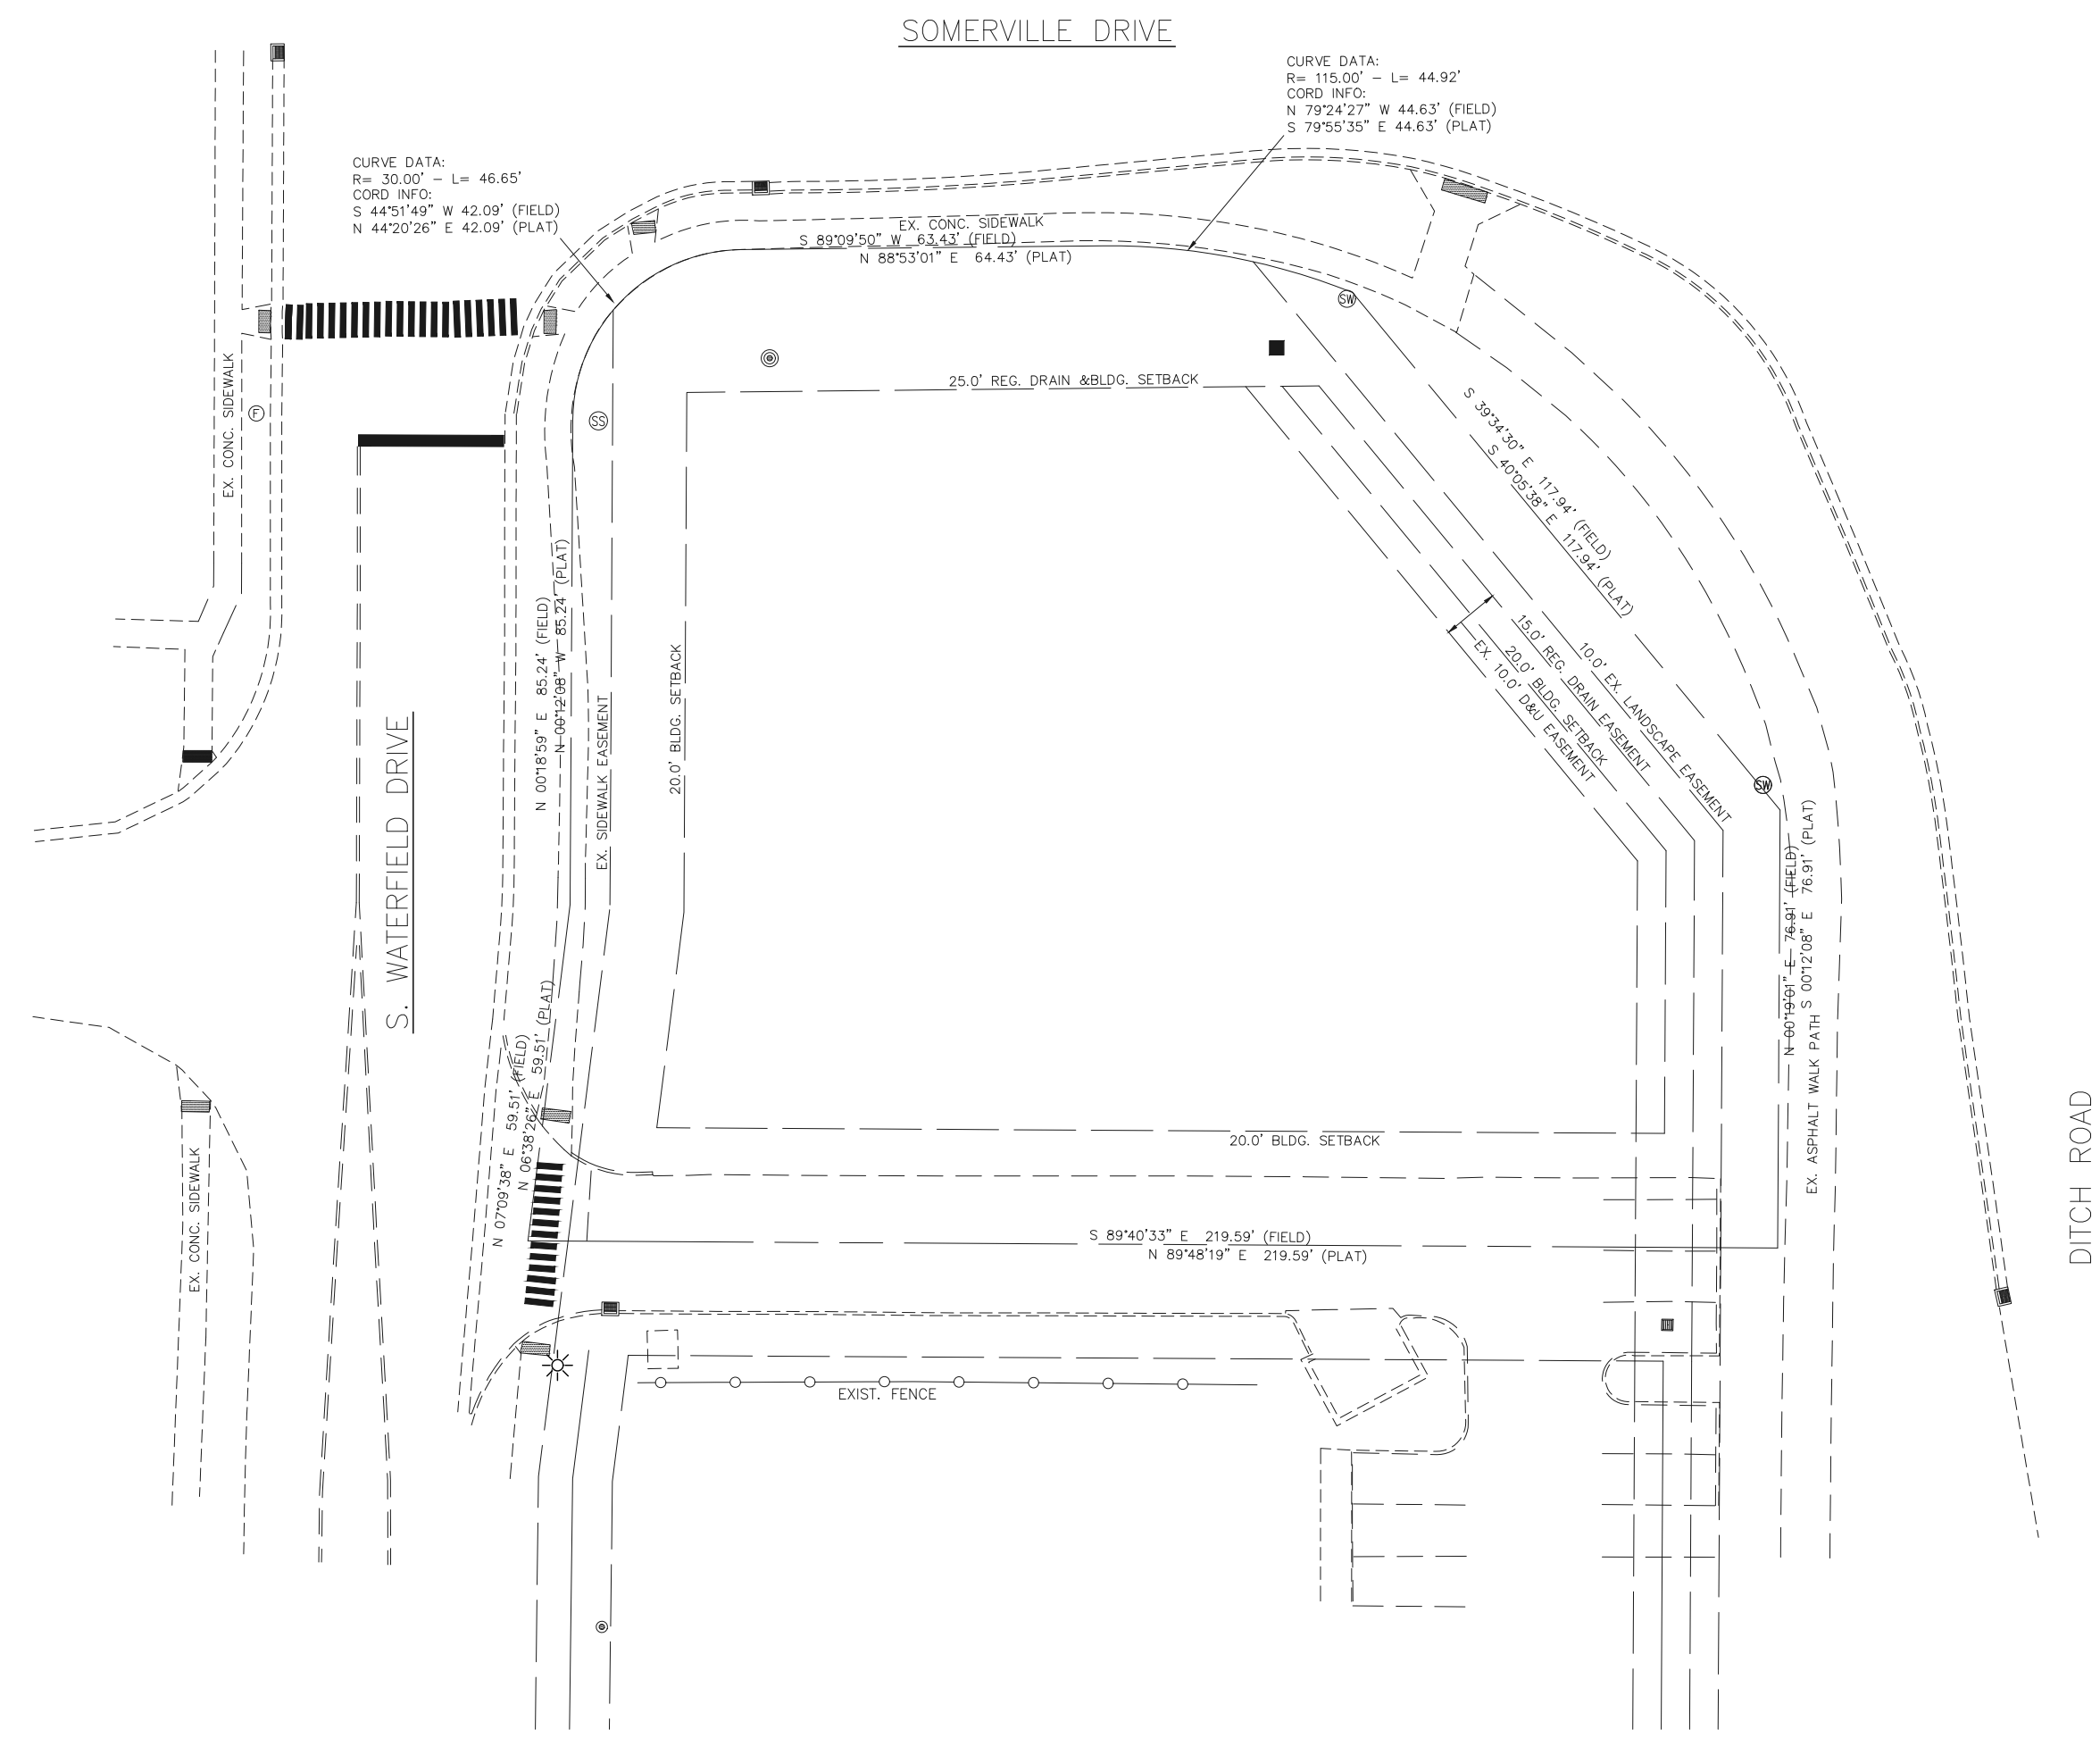 SOMERVILLE DRIVE
CURVE DATA:
R= 115.00' - L= 44.92'
CORD INFO:
N 79°24'27" W 44.63' (FIELD)
S 79°55'35" E 44.63' (PLAT)
CURVE DATA:
R= 30.00' - L= 46.65'
CORD INFO:
S 44°51'49" W 42.09' (FIELD)
N 44°20'26" E 42.09' (PLAT)
EX. CONC. SIDEWALK
S 89°09'50" W 63.43' (FIELD)
N 88°53'01" E 64.43' (PLAT)
SW
25.0' REG. DRAIN &BLDG. SETBACK
EX. CONC. SIDEWALK
F
SS
S 39°34'30" E 117.94' (FIELD)
S 40°05'38" E 117.94' (PLAT)
N 00°18'59" E 85.24' (FIELD)
N 00°12'08" W 85.24' (PLAT)
EX. SIDEWALK EASEMENT
20.0' BLDG. SETBACK
10.0' EX. LANDSCAPE EASEMENT
15.0' REG. DRAIN EASEMENT
20.0' BLDG. SETBACK
EX. 10.0' D&U EASEMENT
SW
S. WATERFIELD DRIVE
N 00°19'01" E 76.91' (FIELD)
S 00°12'08" E 76.91' (PLAT)
EX. ASPHALT WALK PATH
N 07°09'38" E 59.51' (FIELD)
N 06°38'26" E 59.51' (PLAT)
20.0' BLDG. SETBACK
EX. CONC. SIDEWALK
DITCH ROAD
S 89°40'33" E 219.59' (FIELD)
N 89°48'19" E 219.59' (PLAT)
EXIST. FENCE